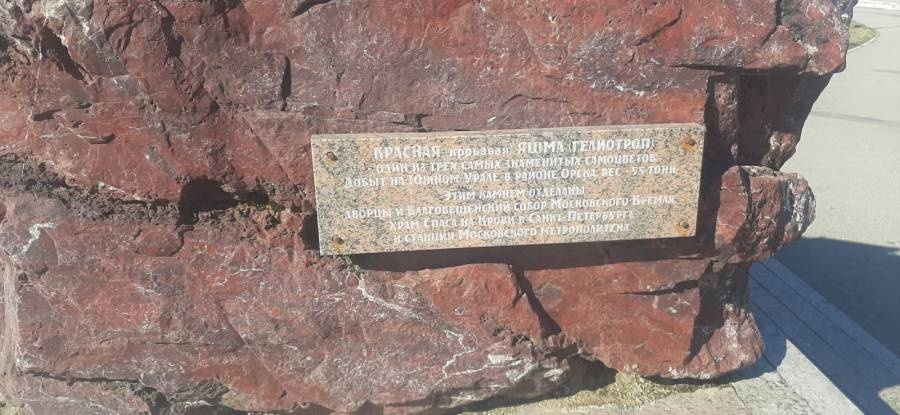 КРАСНАЯ (кровавая) ЯШМА (ГЕЛИОТРОП)
один из трех самых знаменитых самоцветов.
Добыт на Южном Урале в районе Орска, вес - 55 тонн.
Этим камнем отделаны
дворцы и Благовещенский собор Московского Кремля,
храм Спаса на Крови в Санкт-Петербурге
и станции Московского метрополитена